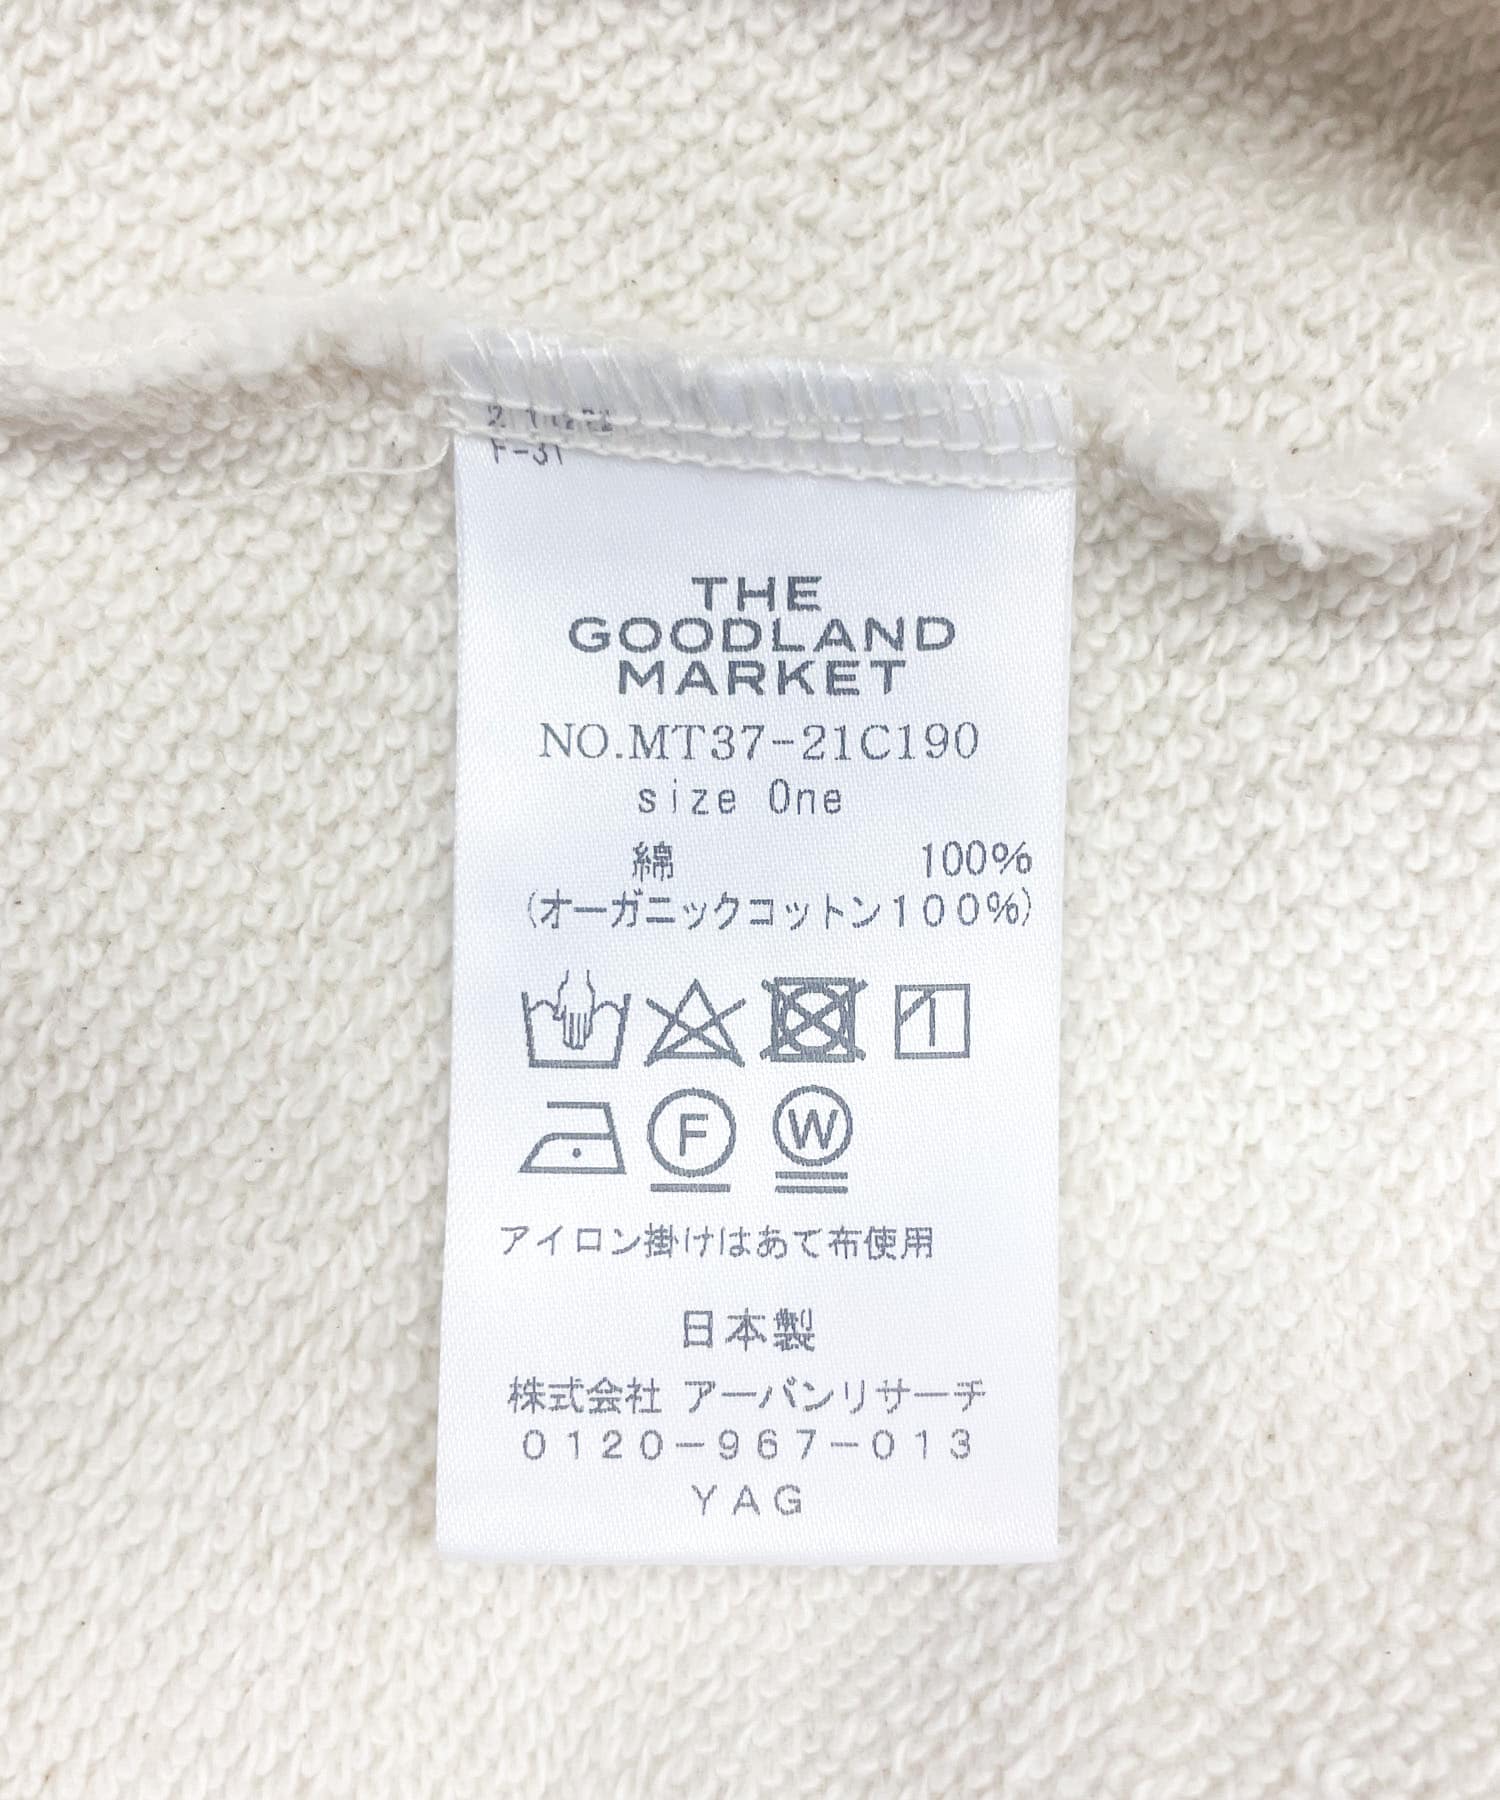 THE
GOODLAND
MARKET
NO.MT37-21C190
size One
綿 100%
(オーガニックコットン100%)
1
F
W
アイロン掛けはあて布使用
日本製
株式会社 アーバンリサーチ
0120-967-013
YAG